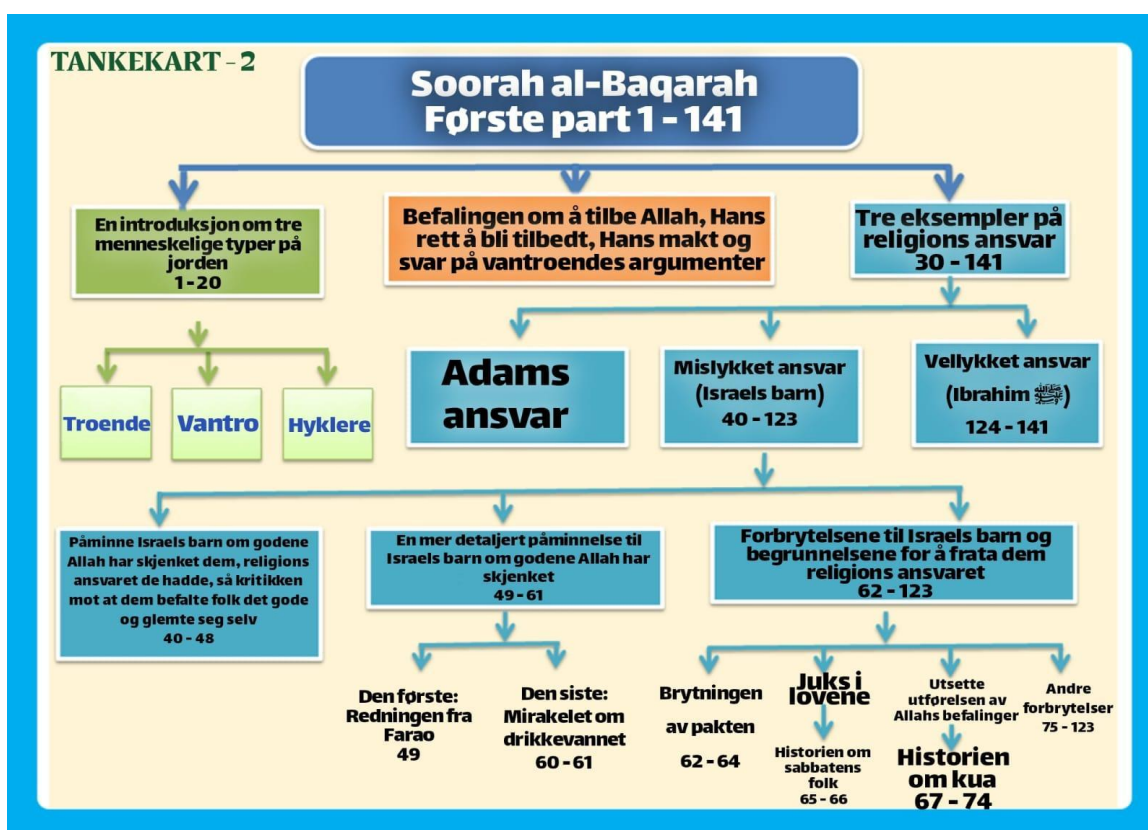 TANKEKART - 2
Soorah al-Baqarah
Første part 1 - 141
En introduksjon om tre
menneskelige typer på
jorden
1 - 20
Befalingen om å tilbe Allah, Hans
rett å bli tilbedt, Hans makt og
svar på vantroendes argumenter
Tre eksempler på
religions ansvar
30 - 141
Troende
Vantro
Hyklere
Adams
ansvar
Mislykket ansvar
(Israels barn)
40 - 123
Vellykket ansvar
(Ibrahim ﷺ)
124 - 141
Påminne Israels barn om godene
Allah har skjenket dem, religions
ansvaret de hadde, så kritikken
mot at dem befalte folk det gode
og glemte seg selv
40 - 48
En mer detaljert påminnelse til
Israels barn om godene Allah har
skjenket
49 - 61
Forbrytelsene til Israels barn og
begrunnelsene for å frata dem
religions ansvaret
62 - 123
Den første:
Redningen fra
Farao
49
Den siste:
Mirakelet om
drikkevannet
60 - 61
Brytningen
av pakten
62 - 64
Juks i
lovene
Historien om
sabbatens
folk
65 - 66
Utsette
utførelsen av
Allahs befalinger
Historien
om kua
67 - 74
Andre
forbrytelser
75 - 123